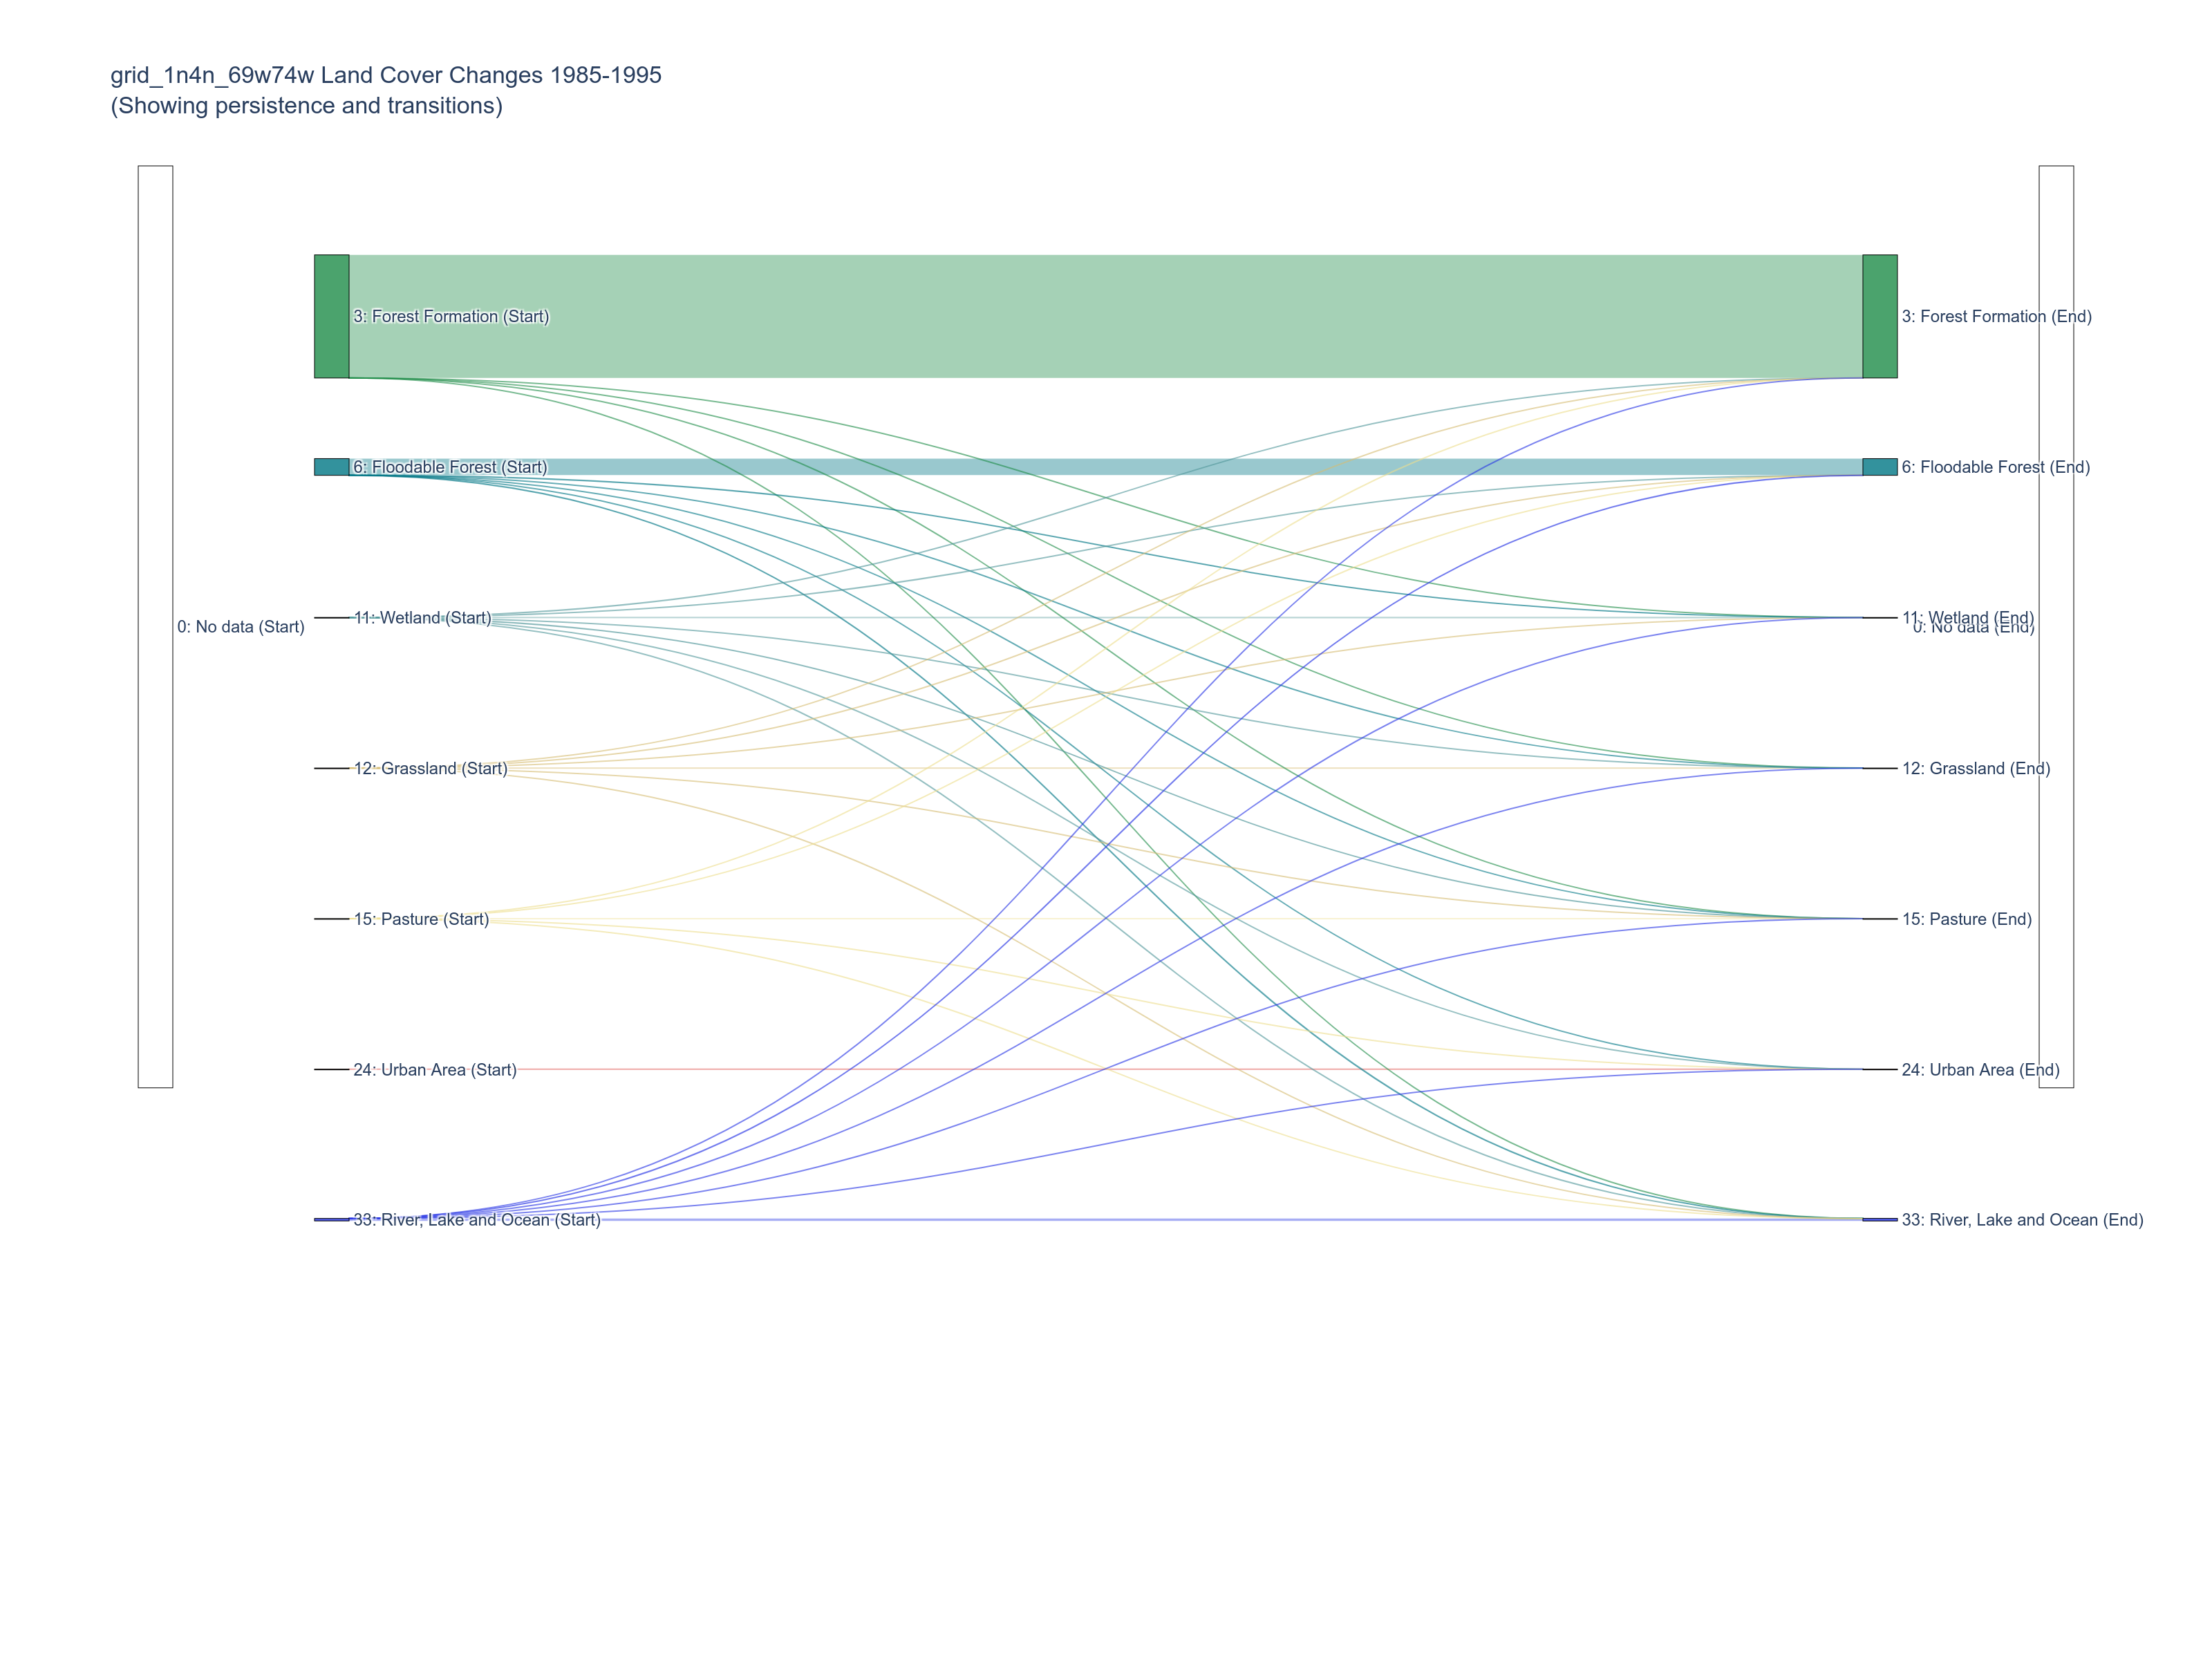 grid_1n4n_69w74w Land Cover Changes 1985-1995
(Showing persistence and transitions)
3: Forest Formation (Start)
3: Forest Formation (End)
6: Floodable Forest (Start)
6: Floodable Forest (End)
11: Wetland (Start)
11: Wetland (End)
0: No data (Start)
0: No data (End)
12: Grassland (Start)
12: Grassland (End)
15: Pasture (Start)
15: Pasture (End)
24: Urban Area (Start)
24: Urban Area (End)
33: River, Lake and Ocean (Start)
33: River, Lake and Ocean (End)